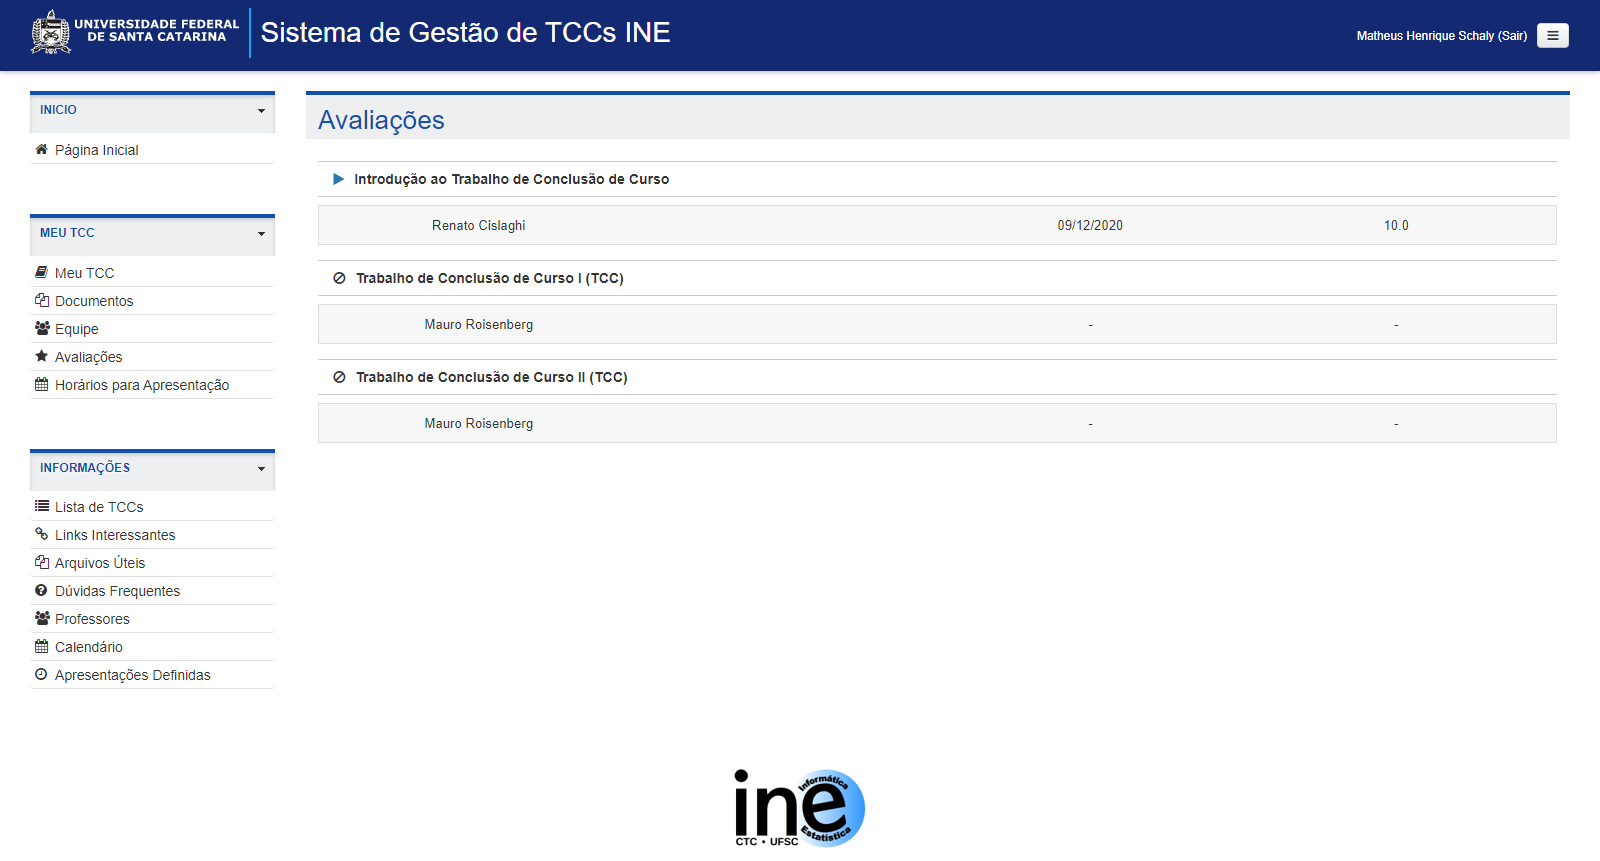 UNIVERSIDADE FEDERAL
DE SANTA CATARINA
Sistema de Gestão de TCCs INE
Matheus Henrique Schaly (Sair)
INICIO
Página Inicial
MEU TCC
Meu TCC
Documentos
Equipe
Avaliações
Horários para Apresentação
INFORMAÇÕES
Lista de TCCs
Links Interessantes
Arquivos Úteis
Dúvidas Frequentes
Professores
Calendário
Apresentações Definidas
Avaliações
Introdução ao Trabalho de Conclusão de Curso
Renato Cislaghi 09/12/2020 10.0
Trabalho de Conclusão de Curso I (TCC)
Mauro Roisenberg - -
Trabalho de Conclusão de Curso II (TCC)
Mauro Roisenberg - -
ine
Informática
Estatística
CTC • UFSC